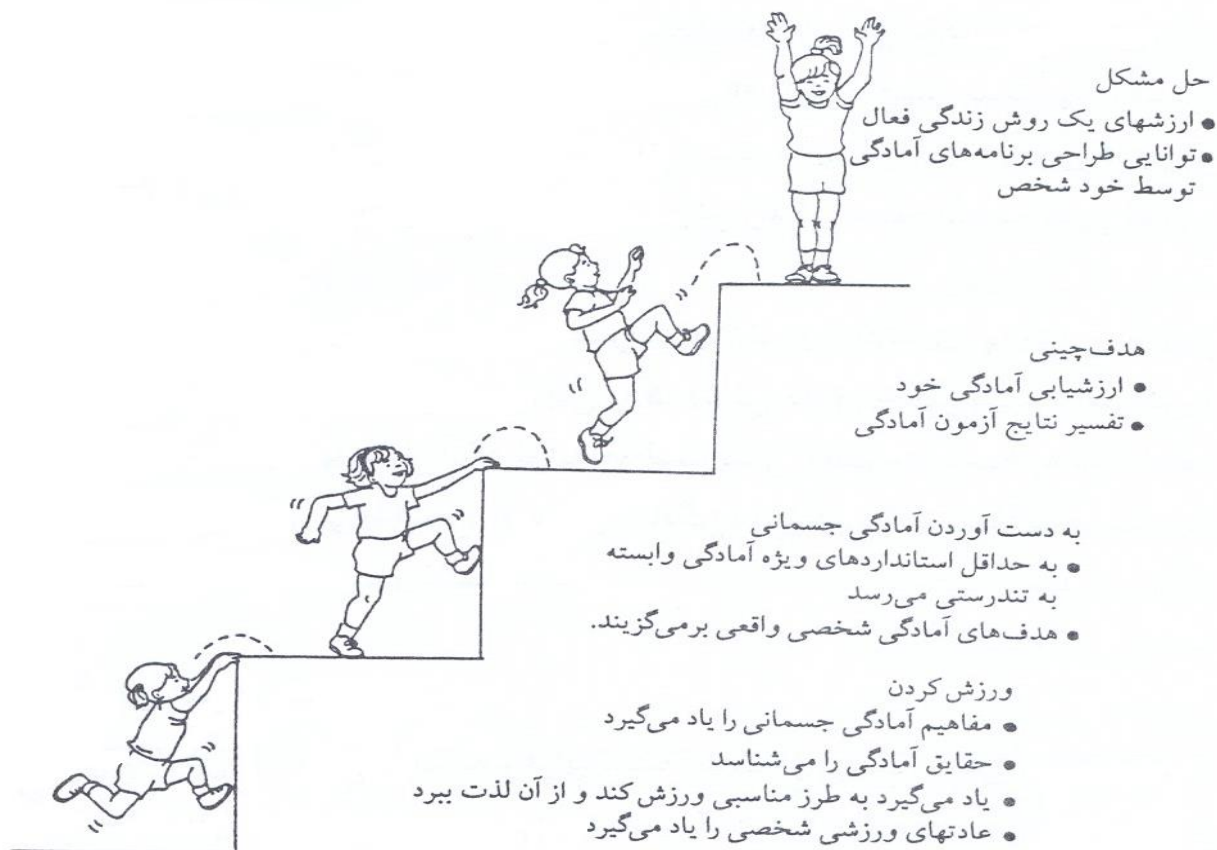 حل مشکل
• ارزشهای یک روش زندگی فعال
• توانایی طراحی برنامه‌های آمادگی
توسط خود شخص
هدف‌چینی
• ارزشیابی آمادگی خود
• تفسیر نتایج آزمون آمادگی
به دست آوردن آمادگی جسمانی
• به حداقل استانداردهای ویژه آمادگی وابسته
به تندرستی می‌رسد
• هدف‌های آمادگی شخصی واقعی برمی‌گزیند.
ورزش کردن
• مفاهیم آمادگی جسمانی را یاد می‌گیرد
• حقایق آمادگی را می‌شناسد
• یاد می‌گیرد به طرز مناسبی ورزش کند و از آن لذت ببرد
• عادتهای ورزشی شخصی را یاد می‌گیرد